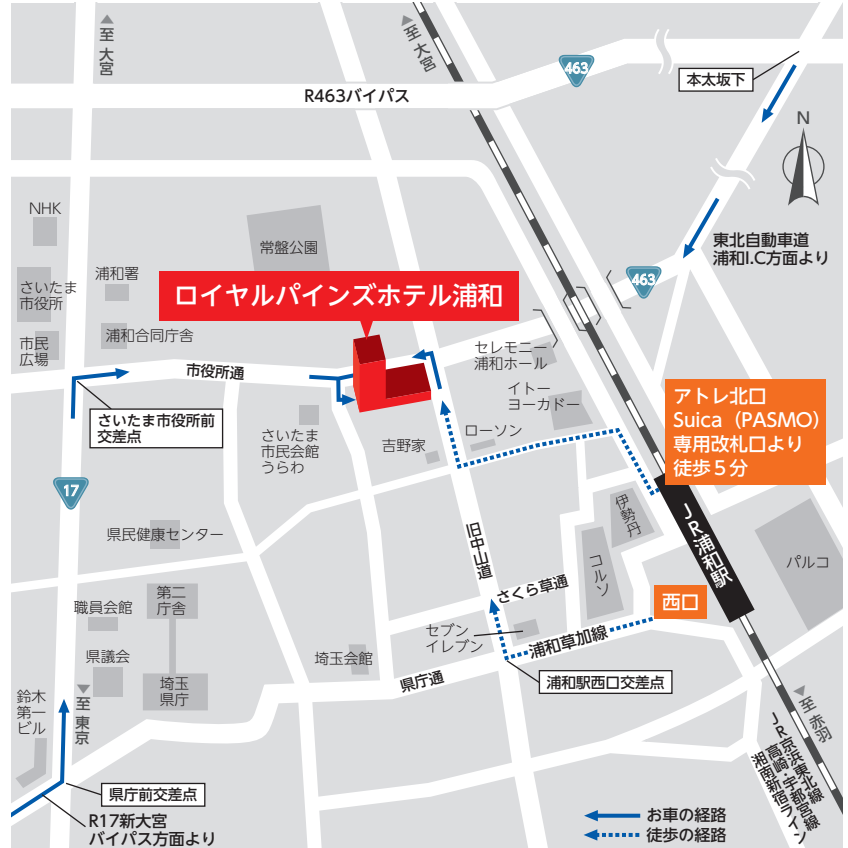 至大宮
至大宮
463
本太坂下
R463バイパス
N
NHK
常盤公園
東北自動車道
浦和I.C方面より
463
さいたま
市役所
浦和署
ロイヤルパインズホテル浦和
浦和合同庁舎
市民
広場
市役所通
セレモニー
浦和ホール
イトー
ヨーカドー
アトレ北口
Suica（PASMO）
専用改札口より
徒歩5分
さいたま市役所前
交差点
さいたま
市民会館
うらわ
吉野家
ローソン
17
伊勢丹
JR浦和駅
県民健康センター
旧中山道
コルソ
パルコ
第二
庁舎
さくら草通
西口
職員会館
セブン
イレブン
浦和草加線
県議会
埼玉会館
埼玉
県庁
県庁通
浦和駅西口交差点
至東京
鈴木
第一
ビル
至赤羽
JR京浜東北線
高崎・宇都宮線
湘南新宿ライン
県庁前交差点
R17新大宮
バイパス方面より
お車の経路
徒歩の経路